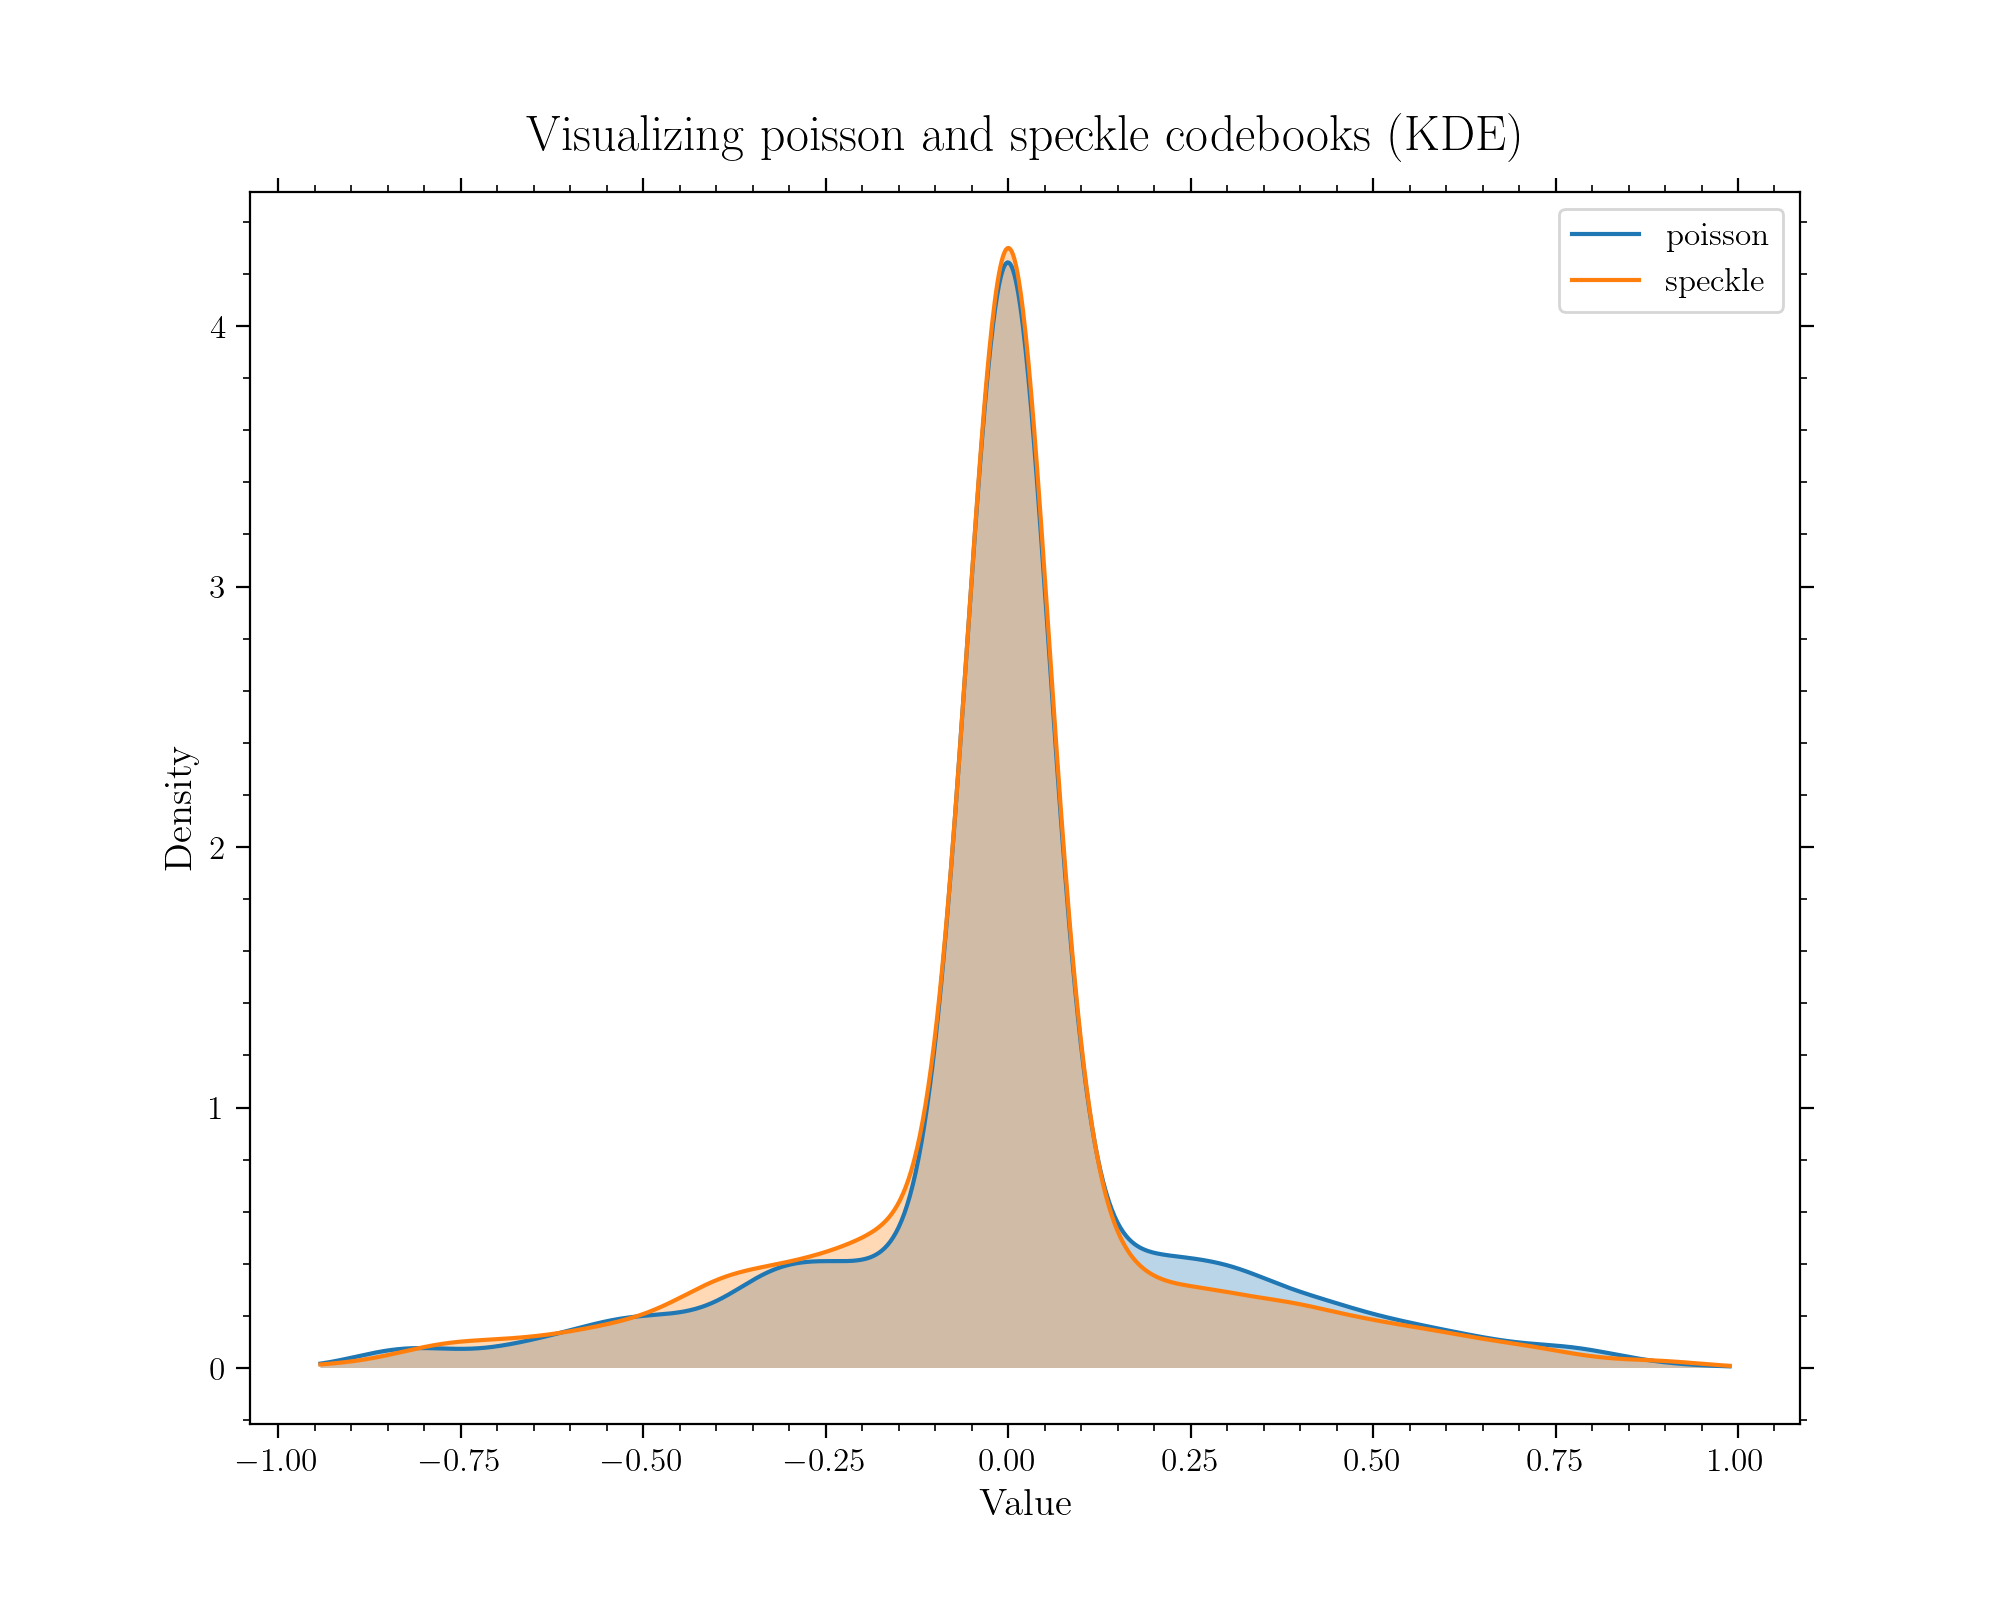 Visualizing poisson and speckle codebooks (KDE)
poisson
speckle
4
3
2
1
0
Density
−1.00 −0.75 −0.50 −0.25 0.00 0.25 0.50 0.75 1.00
Value